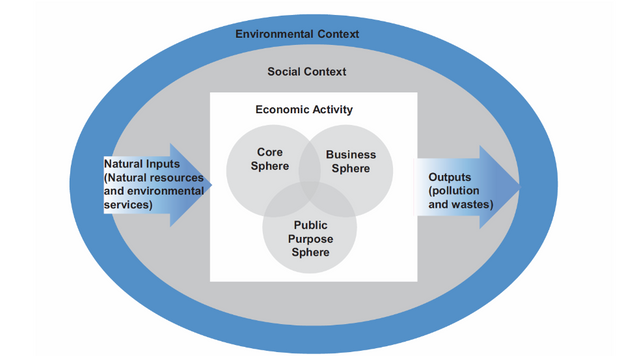 Environmental Context
Social Context
Economic Activity
Core
Sphere
Business
Sphere
Public
Purpose
Sphere
Natural Inputs
(Natural resources
and environmental
services)
Outputs
(pollution
and wastes)